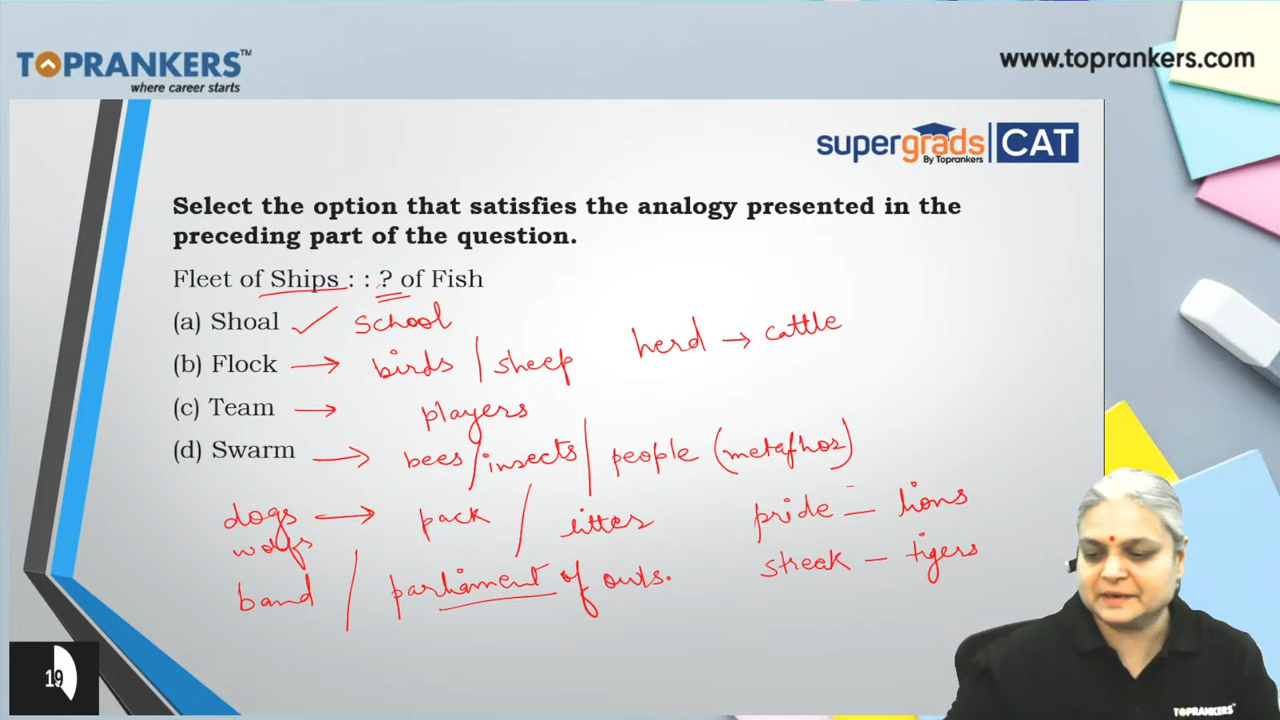 TOPRANKERS™
where career starts
www.toprankers.com
supergrads | CAT
By Toprankers
Select the option that satisfies the analogy presented in the
preceding part of the question.
Fleet of Ships : : ? of Fish
(a) Shoal ✓ school
herd → cattle
(b) Flock → birds / sheep
(c) Team → players
(d) Swarm → bees / insects / people (metaphor)
dogs → pack / litter
pride – lions
wolfs
streak – tigers
band / parliament of owls.
19
TOPRANKERS